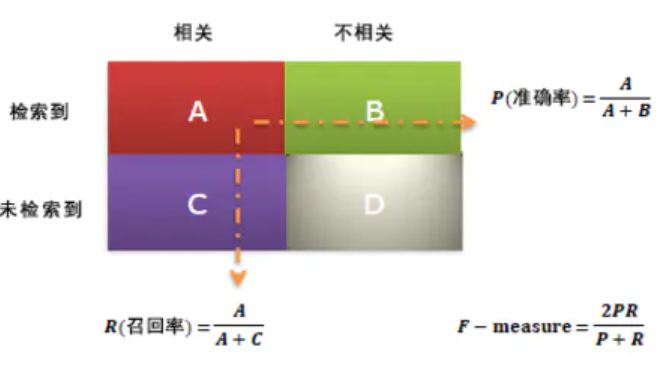 相关 不相关
检索到 A B P(准确率)=A/(A+B)
未检索到 C D
R(召回率)=A/(A+C) F-measure=2PR/(P+R)